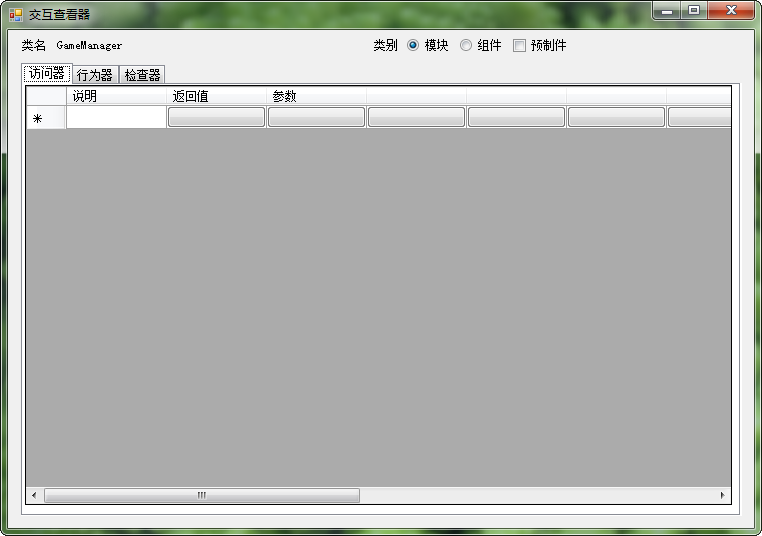 交互查看器
类名 GameManager 类别 模块 组件 预制件
访问器 行为器 检查器
说明 返回值 参数